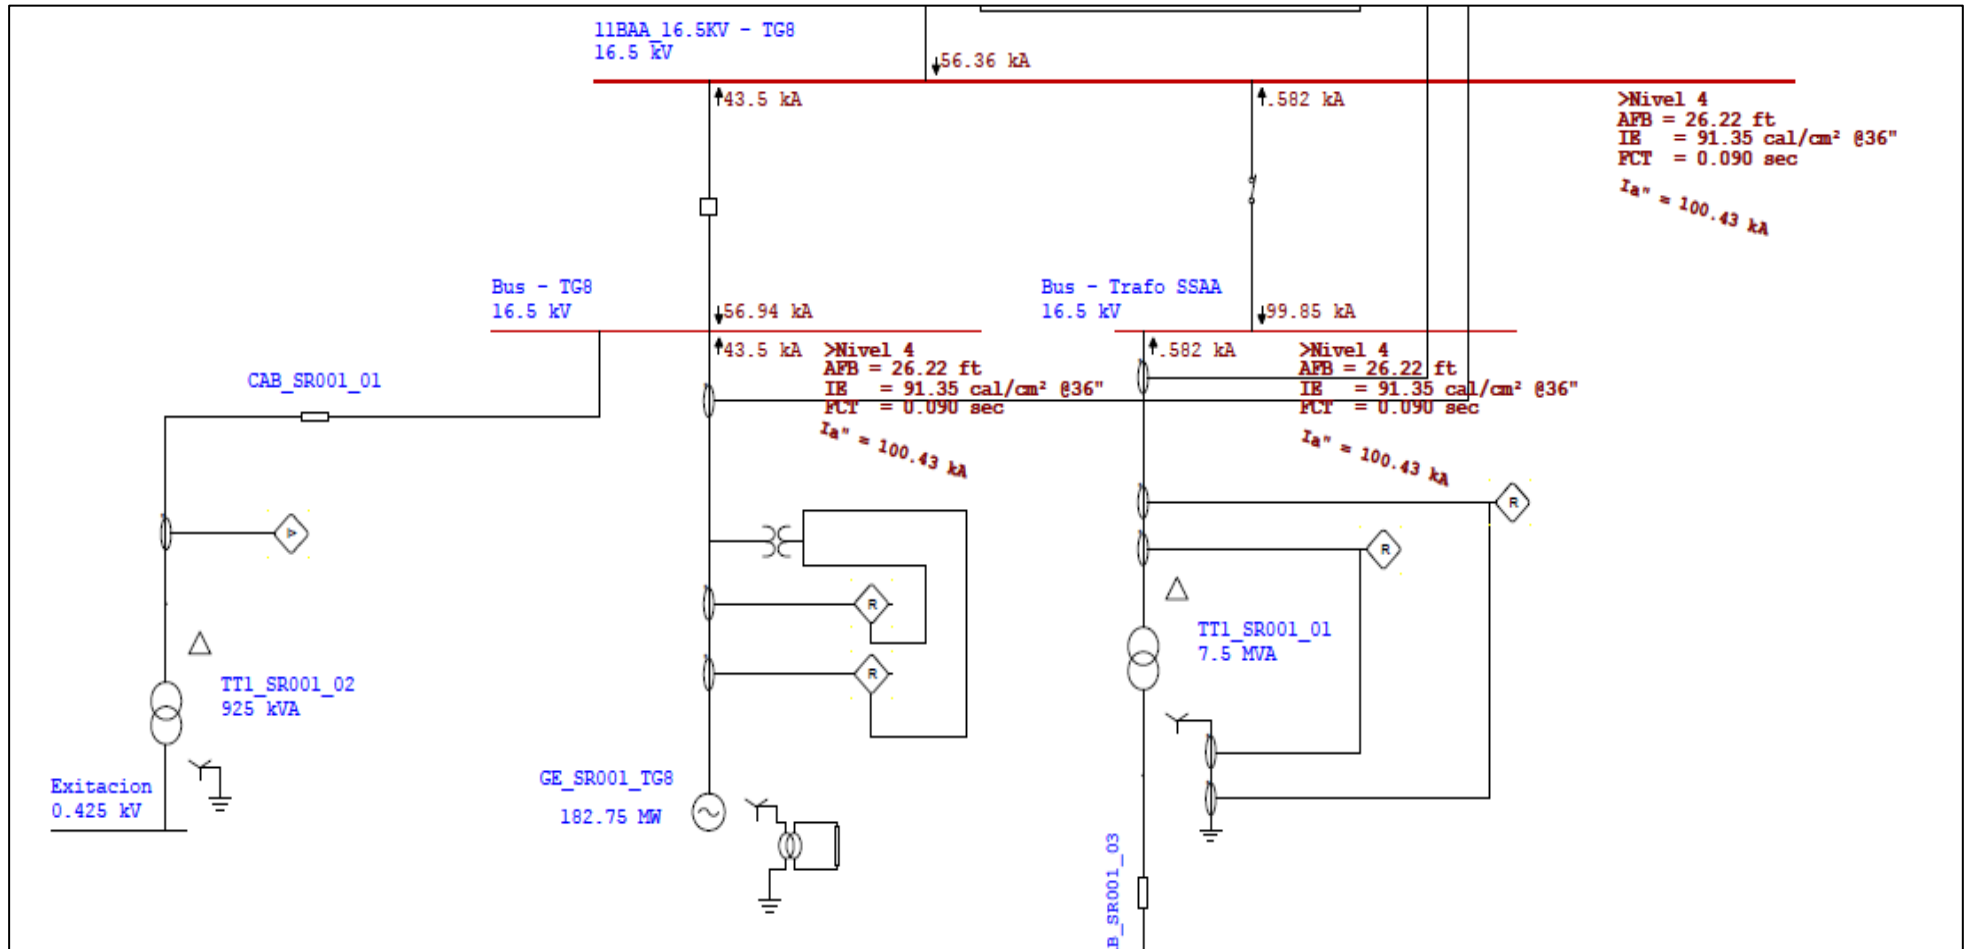 11BAA_16.5KV - TG8
16.5 kV
56.36 kA
43.5 kA
.582 kA
>Nivel 4
AFB = 26.22 ft
IE = 91.35 cal/cm² @36"
FCT = 0.090 sec
Ia" = 100.43 kA
Bus - TG8
16.5 kV
56.94 kA
43.5 kA
>Nivel 4
AFB = 26.22 ft
IE = 91.35 cal/cm² @36"
FCT = 0.090 sec
Ia" = 100.43 kA
Bus - Trafo SSAA
16.5 kV
99.85 kA
.582 kA
>Nivel 4
AFB = 26.22 ft
IE = 91.35 cal/cm² @36"
FCT = 0.090 sec
Ia" = 100.43 kA
CAB_SR001_01
R
R
R
R
TT1_SR001_01
7.5 MVA
TT1_SR001_02
925 kVA
Exitacion
0.425 kV
GE_SR001_TG8
182.75 MW
B_SR001_03